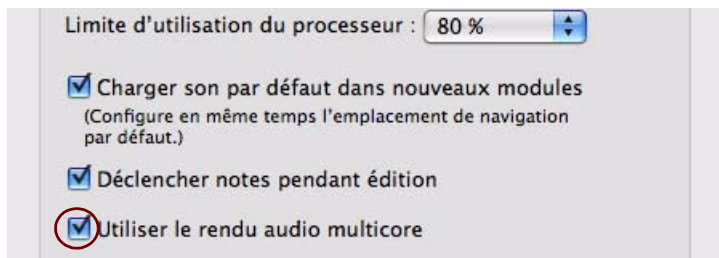 Limite d'utilisation du processeur : 80 %
Charger son par défaut dans nouveaux modules
(Configure en même temps l'emplacement de navigation
par défaut.)
Déclencher notes pendant édition
Utiliser le rendu audio multicore